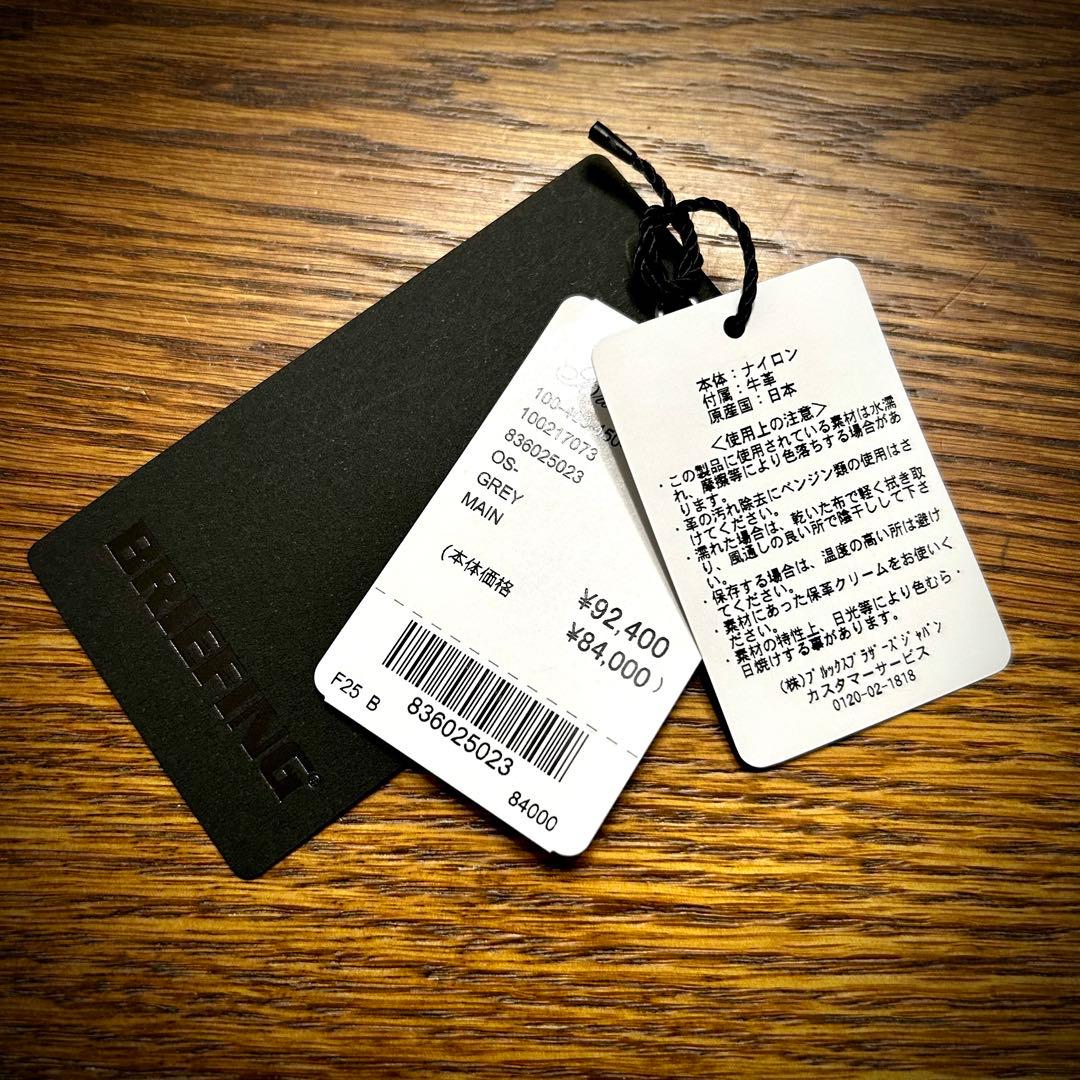 BRIEFING®
100217073
836025023
OS-
GREY
MAIN
¥92,400
(本体価格 ¥84,000)
F25 B
836025023
84000
本体:ナイロン
付属:牛革
原産国:日本
<使用上の注意>
・この製品に使用されている素材は水濡
れ、摩擦等により色落ちする場合があ
ります。
・革の汚れ除去にベンジン類の使用はさ
けてください。
・濡れた場合は、乾いた布で軽く拭き取
り、風通しの良い所で陰干しして下さ
い。
・保存する場合は、温度の高い所は避け
てください。
・素材にあった保革クリームをお使いく
ださい。
・素材の特性上、日光等により色むら・
日焼けする事があります。
(株)ブルックスブラザーズジャパン
カスタマーサービス
0120-02-1818